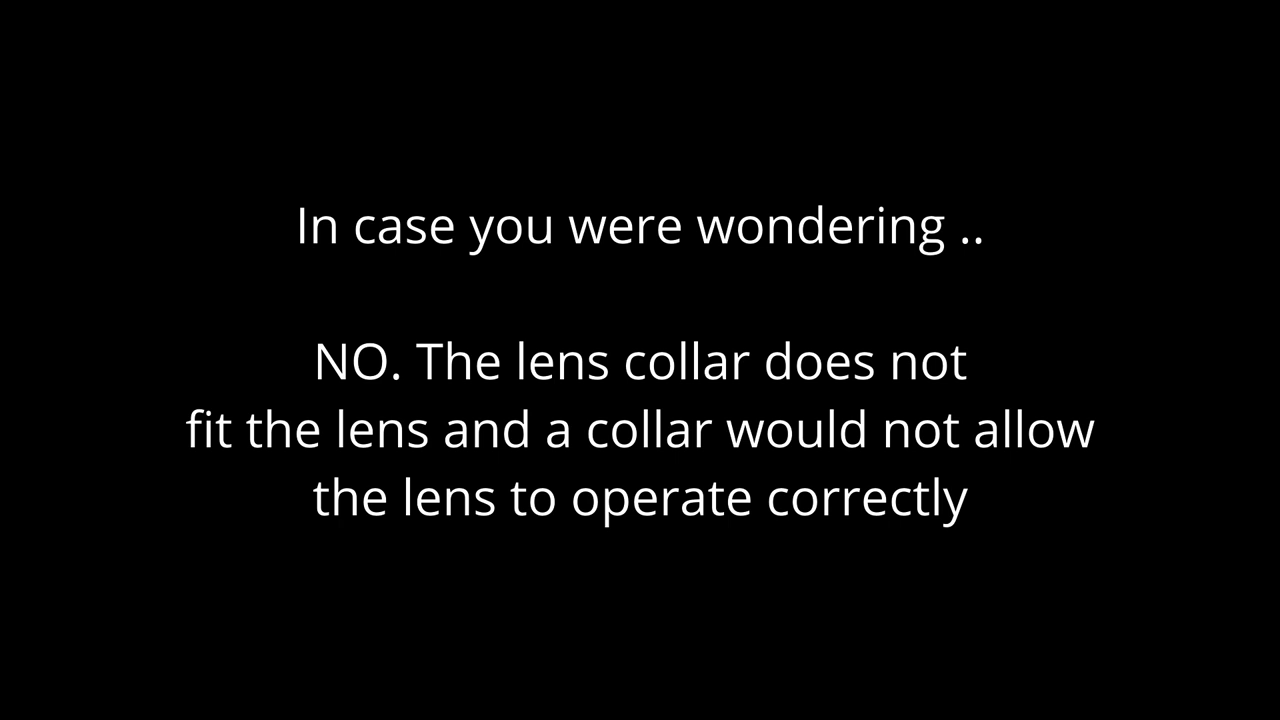 In case you were wondering ..
NO. The lens collar does not
fit the lens and a collar would not allow
the lens to operate correctly